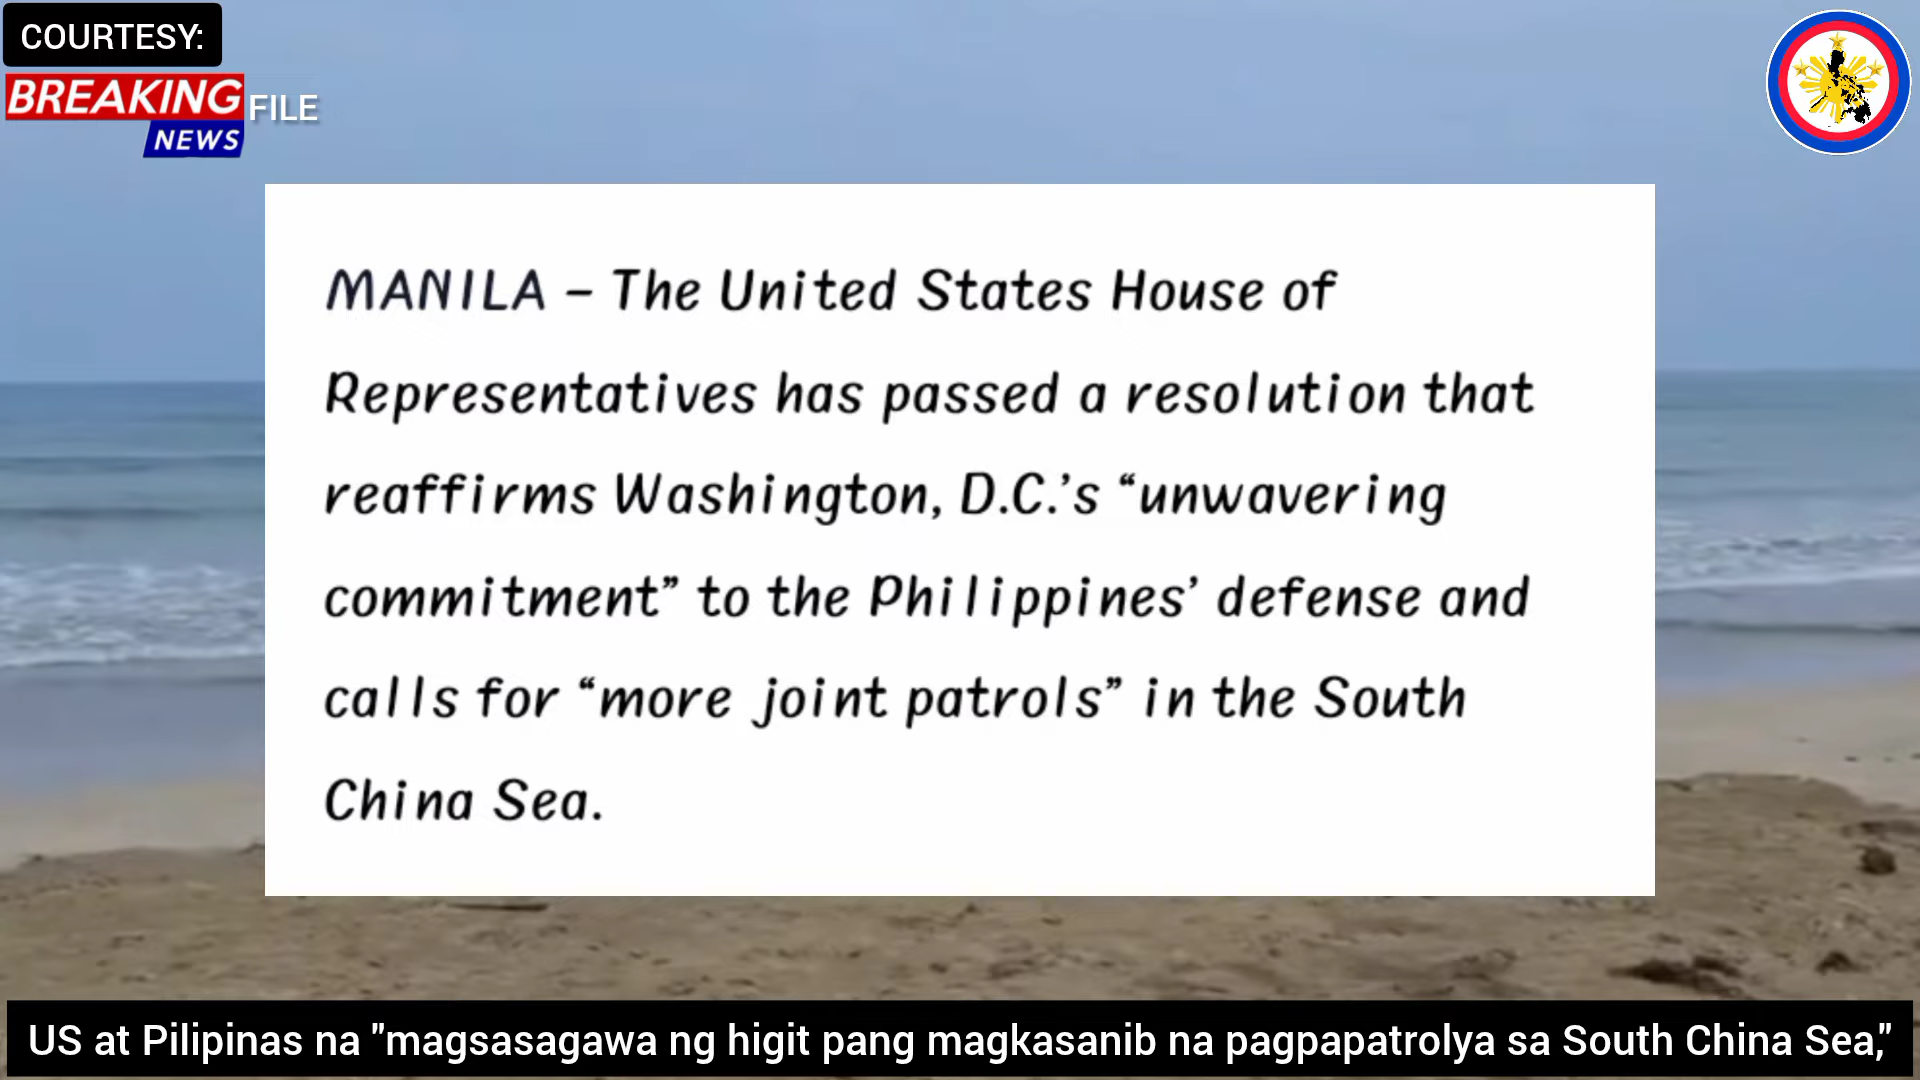 COURTESY:
BREAKING
NEWS
FILE
MANILA – The United States House of
Representatives has passed a resolution that
reaffirms Washington, D.C.’s “unwavering
commitment” to the Philippines’ defense and
calls for “more joint patrols” in the South
China Sea.
US at Pilipinas na "magsasagawa ng higit pang magkasanib na pagpapatrolya sa South China Sea,"